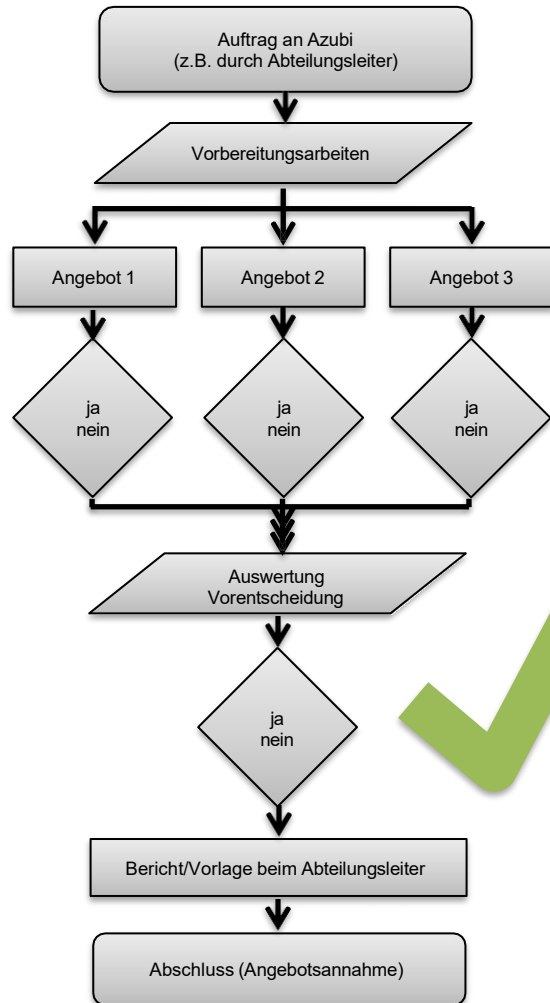 Auftrag an Azubi
(z.B. durch Abteilungsleiter)
Vorbereitungsarbeiten
Angebot 1
Angebot 2
Angebot 3
ja
nein
ja
nein
ja
nein
Auswertung
Vorentscheidung
ja
nein
Bericht/Vorlage beim Abteilungsleiter
Abschluss (Angebotsannahme)